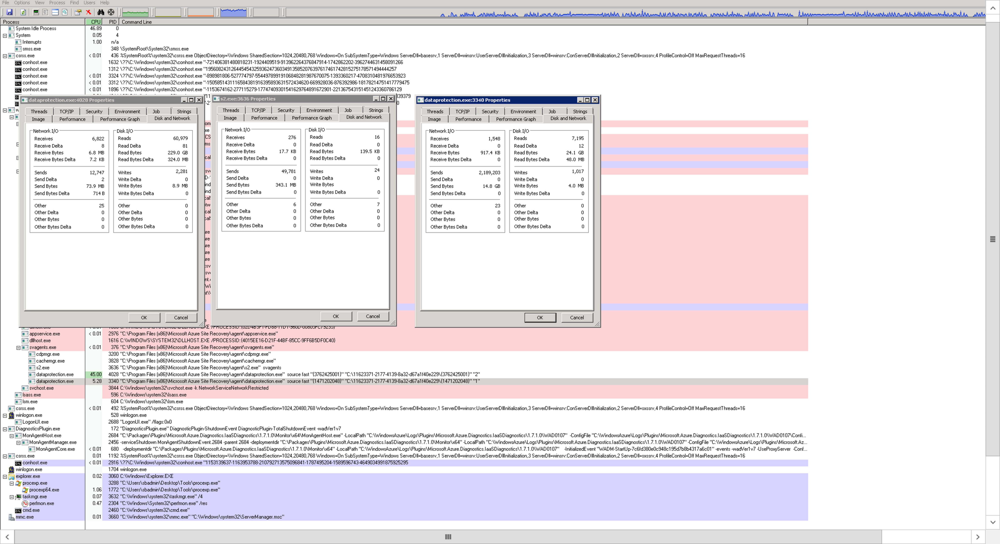 File Options View Process Find Users Help
Process CPU PID Command Line
System Idle Process 46.89 0
System 0.05 4
Interrupts 1.00 n/a
smss.exe 348 \SystemRoot\System32\smss.exe
csrss.exe < 0.01 436 %SystemRoot%\system32\csrss.exe ObjectDirectory=\Windows SharedSection=1024,20480,768 Windows=On SubSystemType=Windows ServerDll=basesrv,1 ServerDll=winsrv:UserServerDllInitialization,3 ServerDll=winsrv:ConServerDllInitialization,2 ServerDll=sxssrv,4 ProfileControl=Off MaxRequestThreads=16
conhost.exe 1632 \??\C:\Windows\system32\conhost.exe "-721406381480818231-1924409519-913962264376847914-1742862202-3962744631458091266
conhost.exe 1312 \??\C:\Windows\system32\conhost.exe "1956082431264454543259362473603491358520763976174617428152751785714944442​57
conhost.exe < 0.01 3324 \??\C:\Windows\system32\conhost.exe "-898981806-527774797-554497899191068482819876​70075-1393360217-4708310481976653923
conhost.exe < 0.01 3312 \??\C:\Windows\system32\conhost.exe "-1505851431116584381916395893631572434620-669928036-876392986-18178214751417779475
conhost.exe < 0.01 1896 \??\C:\Windows\system32\conhost.exe "-1153674162-277115279-1774740930154162976489167​2901-2213675431514512433607​86129
dataprotection.exe:4028 Properties
Threads TCP/IP Security Environment Job Strings
Image Performance Performance Graph Disk and Network
Network I/O
Receives 6,822
Receive Delta 8
Receive Bytes 6.8 MB
Receive Bytes Delta 7.2 KB
Sends 12,747
Send Delta 2
Send Bytes 73.9 MB
Send Bytes Delta 714 B
Other 25
Other Delta 0
Other Bytes 0
Other Bytes Delta 0
Disk I/O
Reads 60,979
Read Delta 81
Read Bytes 229.0 GB
Read Bytes Delta 324.0 MB
Writes 2,281
Write Delta 0
Write Bytes 8.9 MB
Write Bytes Delta 0
Other 0
Other Delta 0
Other Bytes 0
Other Bytes Delta 0
OK Cancel
s2.exe:3636 Properties
Threads TCP/IP Security Environment Job Strings
Image Performance Performance Graph Disk and Network
Network I/O
Receives 276
Receive Delta 0
Receive Bytes 17.7 KB
Receive Bytes Delta 0
Sends 49,781
Send Delta 0
Send Bytes 343.1 MB
Send Bytes Delta 0
Other 6
Other Delta 0
Other Bytes 0
Other Bytes Delta 0
Disk I/O
Reads 16
Read Delta 0
Read Bytes 139.5 KB
Read Bytes Delta 0
Writes 24
Write Delta 0
Write Bytes
Write Bytes Delta 0
Other 7
Other Delta 0
Other Bytes 0
Other Bytes Delta 0
OK Cancel
dataprotection.exe:3340 Properties
Threads TCP/IP Security Environment Job Strings
Image Performance Performance Graph Disk and Network
Network I/O
Receives 1,548
Receive Delta 0
Receive Bytes 917.4 KB
Receive Bytes Delta 0
Sends 2,189,203
Send Delta 0
Send Bytes 14.8 GB
Send Bytes Delta 0
Other 23
Other Delta 0
Other Bytes 0
Other Bytes Delta 0
Disk I/O
Reads 7,195
Read Delta 12
Read Bytes 24.1 GB
Read Bytes Delta 48.0 MB
Writes 1,017
Write Delta 0
Write Bytes 4.0 MB
Write Bytes Delta 0
Other 0
Other Delta 0
Other Bytes 0
Other Bytes Delta 0
OK Cancel
appservice.exe < 0.01 2976 "C:\Program Files (x86)\Microsoft Azure Site Recovery\agent\appservice.exe"
dllhost.exe 1616 C:\WINDOWS\SYSTEM32\DLLHOST.EXE /PROCESSID:{4015EE16-D21F-44BF-85CC-9FF6B5DF0C40}
svagents.exe < 0.01 376 "C:\Program Files (x86)\Microsoft Azure Site Recovery\agent\svagents.exe"
cdpmgr.exe 3200 "C:\Program Files (x86)\Microsoft Azure Site Recovery\agent\cdpmgr.exe"
cachemgr.exe 3828 "C:\Program Files (x86)\Microsoft Azure Site Recovery\agent\cachemgr.exe"
s2.exe 3636 "C:\Program Files (x86)\Microsoft Azure Site Recovery\agent\s2.exe" svagents
dataprotection.exe 45.00 4028 "C:\Program Files (x86)\Microsoft Azure Site Recovery\agent\dataprotection.exe" source fast "{3762425001}" "C:\11623371-2177-4139-8a32-d67a1f40e229\{3762425001}" "2"
dataprotection.exe 5.28 3340 "C:\Program Files (x86)\Microsoft Azure Site Recovery\agent\dataprotection.exe" source fast "{1471202048}" "C:\11623371-2177-4139-8a32-d67a1f40e229\{1471202048}" "1"
svchost.exe 3844 C:\Windows\system32\svchost.exe -k NetworkServiceNetworkRestricted
lsass.exe 596 C:\Windows\system32\lsass.exe
lsm.exe 604 C:\Windows\system32\lsm.exe
csrss.exe < 0.01 492 %SystemRoot%\system32\csrss.exe ObjectDirectory=\Windows SharedSection=1024,20480,768 Windows=On SubSystemType=Windows ServerDll=basesrv,1 ServerDll=winsrv:UserServerDllInitialization,3 ServerDll=winsrv:ConServerDllInitialization,2 ServerDll=sxssrv,4 ProfileControl=Off MaxRequestThreads=16
winlogon.exe 528 winlogon.exe
LogonUI.exe 2688 "LogonUI.exe" /flags:0x0
DiagnosticsPlugin.exe 172 "DiagnosticsPlugin.exe" DiagnosticPlugin-ShutdownEvent DiagnosticPlugin-TotalShutdownEvent -wadVer1v7
MonAgentHost.exe 2684 "C:\Packages\Plugins\Microsoft.Azure.Diagnostics.IaaSDiagnostics\1.7.1.0\Monitor\x64\MonAgentHost.exe" -LocalPath "C:\WindowsAzure\Logs\Plugins\Microsoft.Azure.Diagnostics.IaaSDiagnostics\1.7.1.0\WAD0107" -ConfigFile "C:\WindowsAzure\Logs\Plugins\Microsoft.Azure.Diagnostics.IaaSDiagnostics\1.7.1.0\WAD0107\Confi...
MonAgentManager.exe 2456 -serviceShutdown MonAgentShutdownEvent.2684 -parent 2684 -deploymentdir "C:\Packages\Plugins\Microsoft.Azure.Diagnostics.IaaSDiagnostics\1.7.1.0\Monitor\x64" -LocalPath "C:\WindowsAzure\Logs\Plugins\Microsoft.Azure.Diagnostics.IaaSDiagnostics\1.7.1.0\WAD0107" -ConfigFile "C:\WindowsAzure\Logs\Plugins\Microsoft.Az...
MonAgentCore.exe < 0.01 680 -deploymentdir "C:\Packages\Plugins\Microsoft.Azure.Diagnostics.IaaSDiagnostics\1.7.1.0\Monitor\x64" -LocalPath "C:\WindowsAzure\Logs\Plugins\Microsoft.Azure.Diagnostics.IaaSDiagnostics\1.7.1.0\WAD0107" -InitializedEvent "WADM-StartUp-7c6fd380e0c948c195d7b8b4317a6c01" -events -wadVer1v7 -UseProxyServer -Conf...
csrss.exe 0.01 1192 %SystemRoot%\system32\csrss.exe ObjectDirectory=\Windows SharedSection=1024,20480,768 Windows=On SubSystemType=Windows ServerDll=basesrv,1 ServerDll=winsrv:UserServerDllInitialization,3 ServerDll=winsrv:ConServerDllInitialization,2 ServerDll=sxssrv,4 ProfileControl=Off MaxRequestThreads=16
conhost.exe < 0.01 2916 \??\C:\Windows\system32\conhost.exe "1153139637-1163953788-210792713575096841-1787495204-1589596743-4649034991875925295
winlogon.exe 1704 winlogon.exe
explorer.exe 0.02 3060 C:\Windows\Explorer.EXE
procexp.exe 3288 "C:\Users\sbadmin\Desktop\Tools\procexp.exe"
procexp64.exe 1.06 1772 "C:\Users\sbadmin\Desktop\Tools\procexp.exe"
taskmgr.exe 0.07 3632 "C:\Windows\system32\taskmgr.exe" /4
perfmon.exe 0.47 2304 "C:\Windows\System32\perfmon.exe" /res
cmd.exe 2460 "C:\Windows\system32\cmd.exe"
mmc.exe 0.01 3660 "C:\Windows\system32\mmc.exe" "C:\Windows\system32\ServerManager.msc"